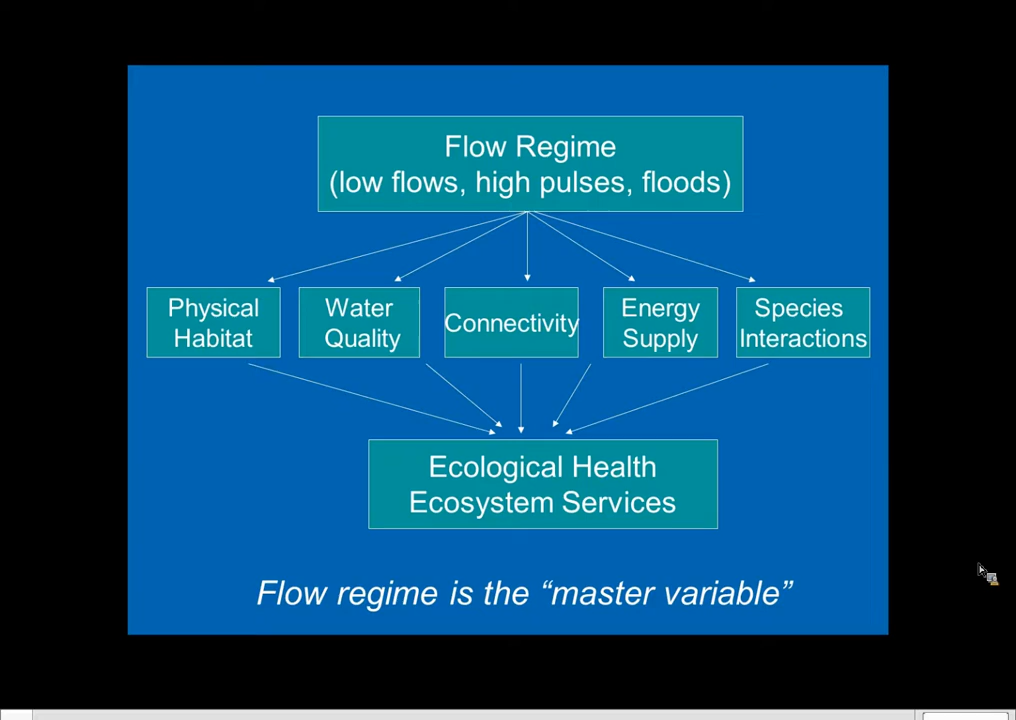 Flow Regime
(low flows, high pulses, floods)
Physical
Habitat
Water
Quality
Connectivity
Energy
Supply
Species
Interactions
Ecological Health
Ecosystem Services
Flow regime is the “master variable”